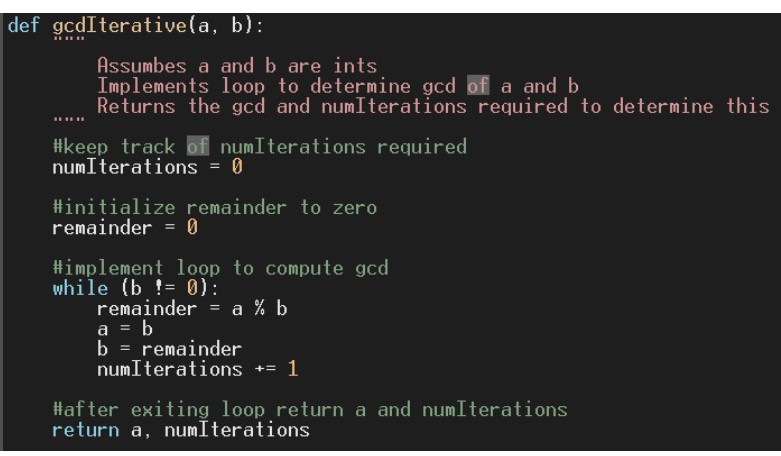 def gcdIterative(a, b):
"""
Assumbes a and b are ints
Implements loop to determine gcd of a and b
Returns the gcd and numIterations required to determine this
"""
#keep track of numIterations required
numIterations = 0
#initialize remainder to zero
remainder = 0
#implement loop to compute gcd
while (b != 0):
remainder = a % b
a = b
b = remainder
numIterations += 1
#after exiting loop return a and numIterations
return a, numIterations